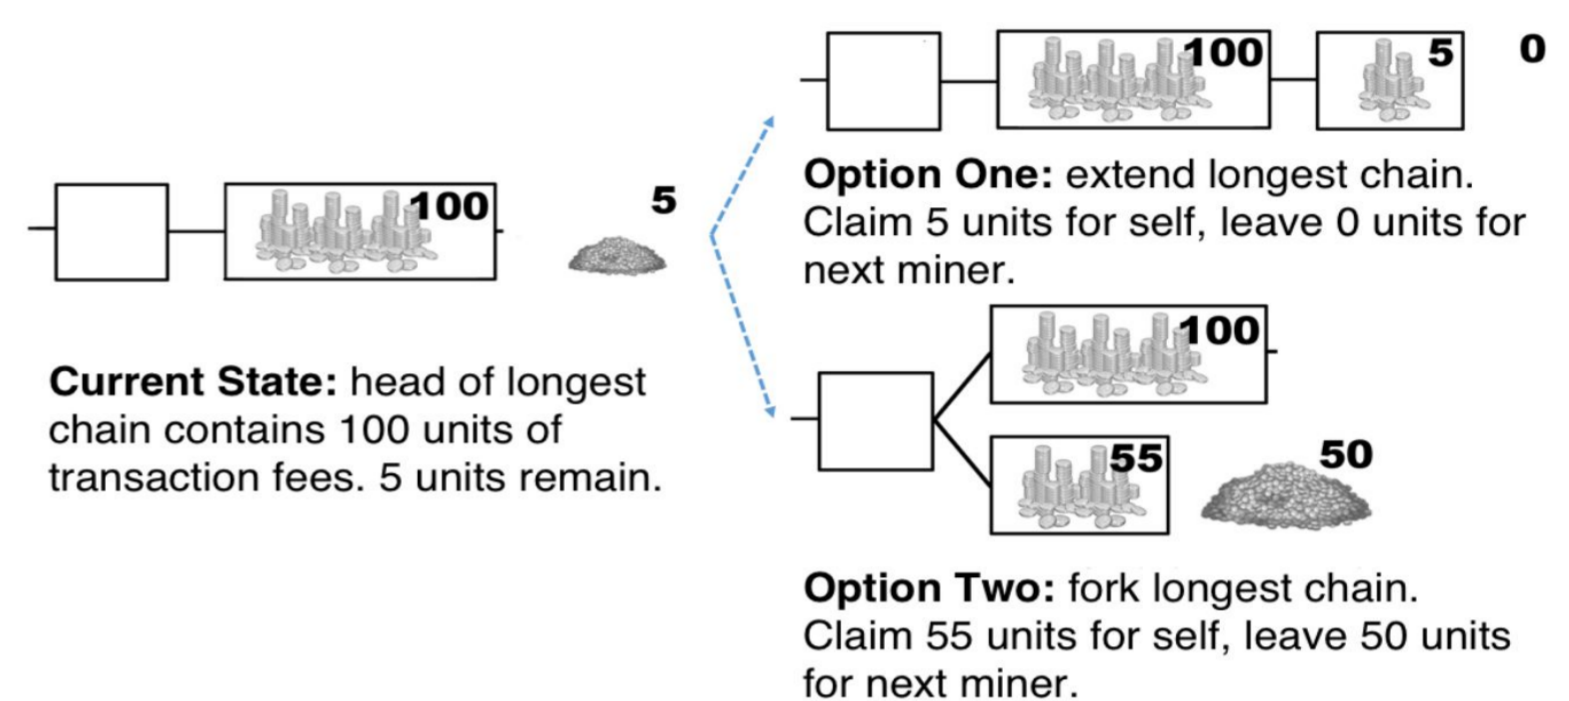 100
5
Current State: head of longest
chain contains 100 units of
transaction fees. 5 units remain.
100
5
0
Option One: extend longest chain.
Claim 5 units for self, leave 0 units for
next miner.
100
55
50
Option Two: fork longest chain.
Claim 55 units for self, leave 50 units
for next miner.